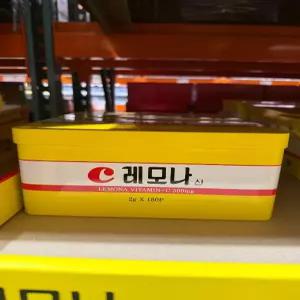 C 레모나 산
LEMONA VITAMIN-C 500mg
2g X 180P